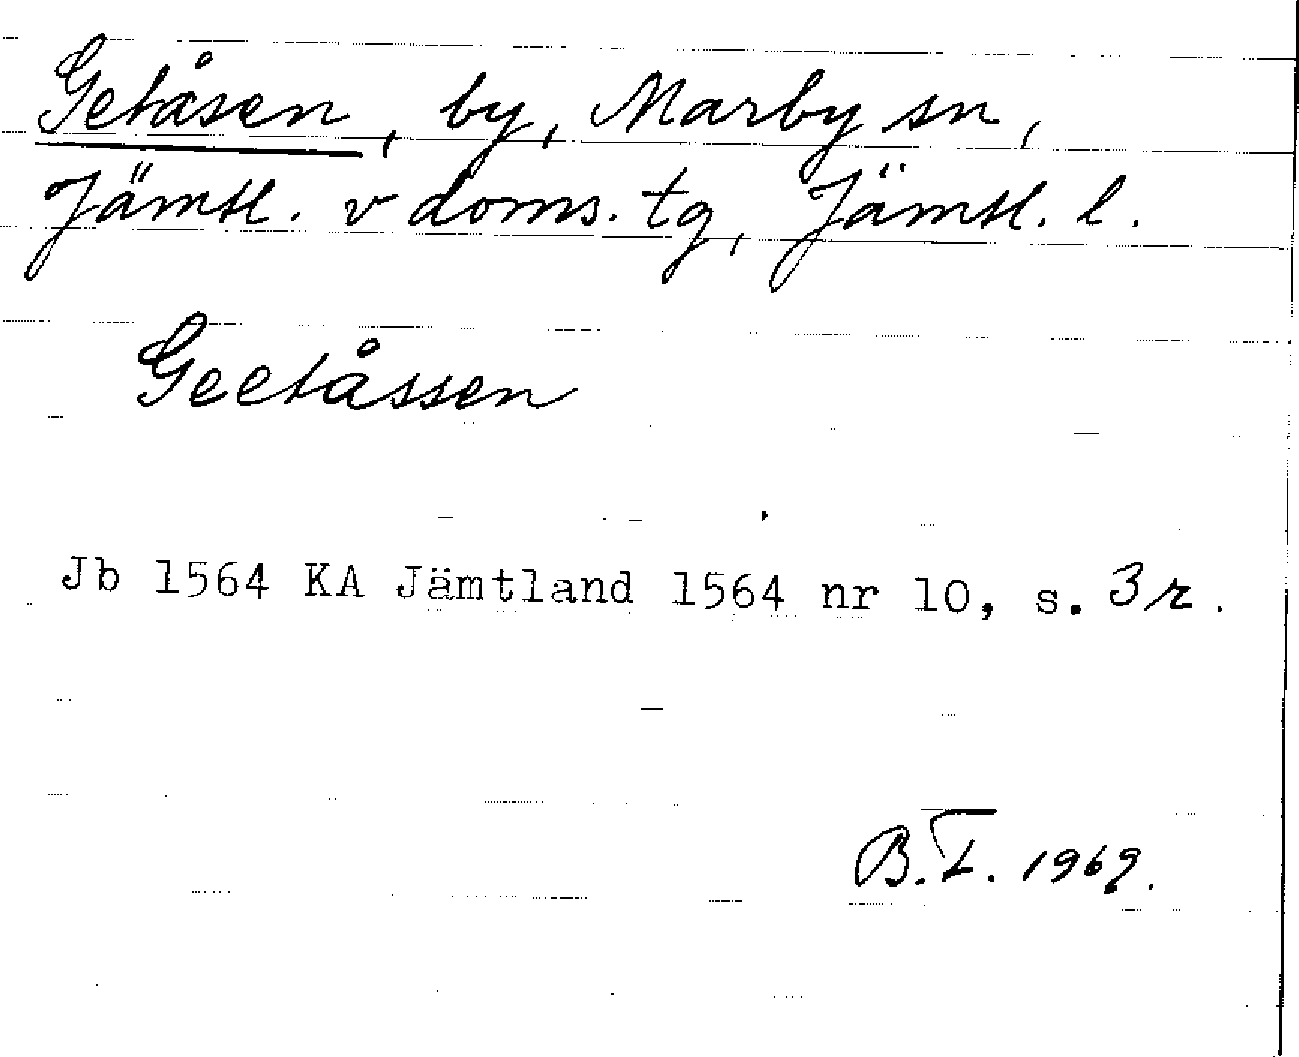 Getåsen, by, Marby sn,
Jämtl. v doms. tg, Jämtl. l.
Geetåssen
Jb 1564 KA Jämtland 1564 nr 10, s. 3r.
B.T. 1969.